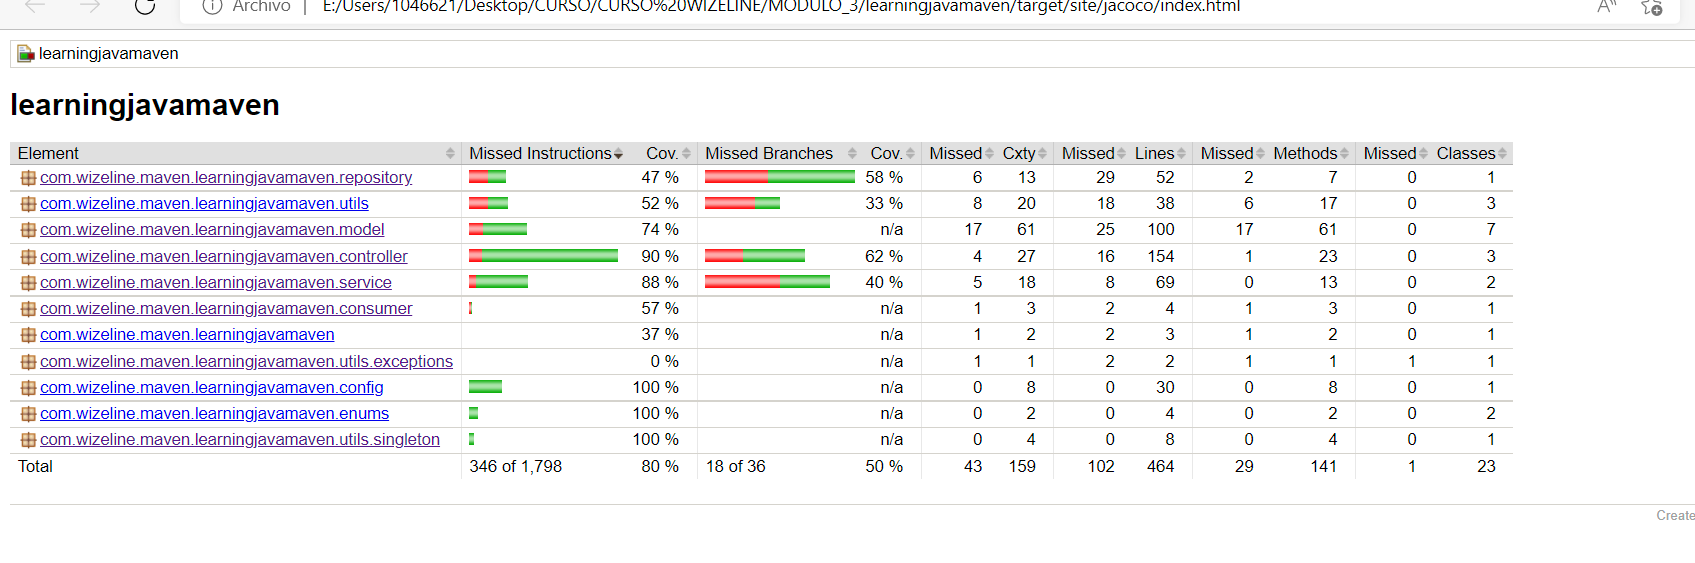 Archivo | E:/Users/1046621/Desktop/CURSO/CURSO%20WIZELINE/MODULO_3/learningjavamaven/target/site/jacoco/index.html
learningjavamaven
learningjavamaven
Element Missed Instructions Cov. Missed Branches Cov. Missed Cxty Missed Lines Missed Methods Missed Classes
com.wizeline.maven.learningjavamaven.repository 47 % 58 % 6 13 29 52 2 7 0 1
com.wizeline.maven.learningjavamaven.utils 52 % 33 % 8 20 18 38 6 17 0 3
com.wizeline.maven.learningjavamaven.model 74 % n/a 17 61 25 100 17 61 0 7
com.wizeline.maven.learningjavamaven.controller 90 % 62 % 4 27 16 154 1 23 0 3
com.wizeline.maven.learningjavamaven.service 88 % 40 % 5 18 8 69 0 13 0 2
com.wizeline.maven.learningjavamaven.consumer 57 % n/a 1 3 2 4 1 3 0 1
com.wizeline.maven.learningjavamaven 37 % n/a 1 2 2 3 1 2 0 1
com.wizeline.maven.learningjavamaven.utils.exceptions 0 % n/a 1 1 2 2 1 1 1 1
com.wizeline.maven.learningjavamaven.config 100 % n/a 0 8 0 30 0 8 0 1
com.wizeline.maven.learningjavamaven.enums 100 % n/a 0 2 0 4 0 2 0 2
com.wizeline.maven.learningjavamaven.utils.singleton 100 % n/a 0 4 0 8 0 4 0 1
Total 346 of 1,798 80 % 18 of 36 50 % 43 159 102 464 29 141 1 23
Create